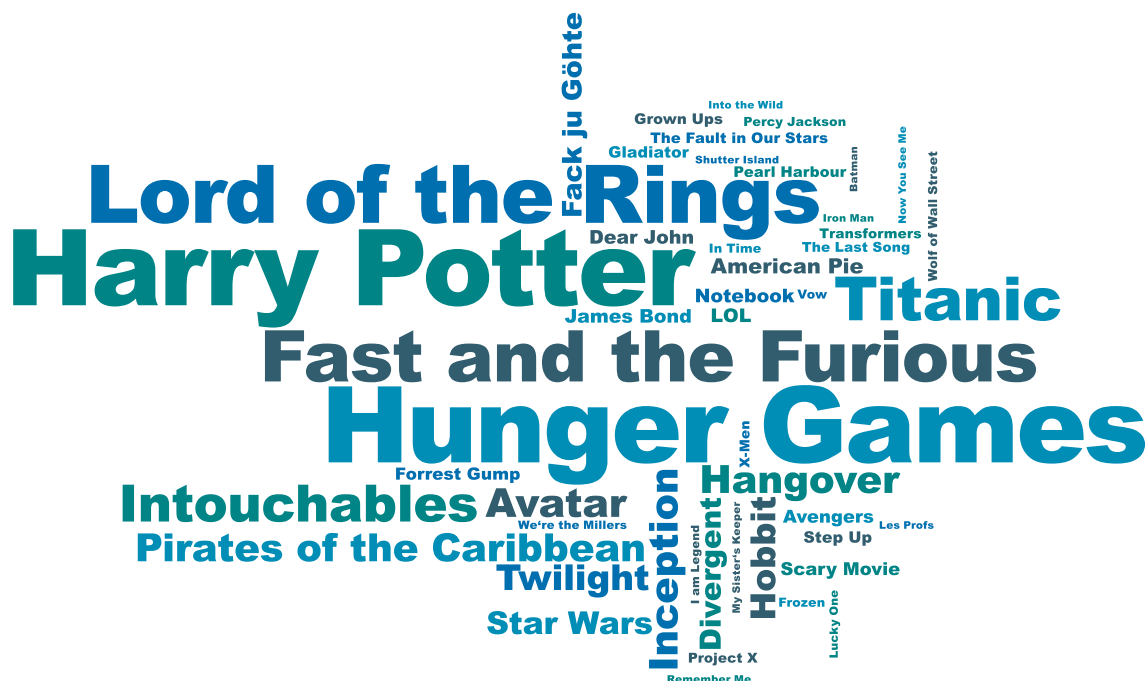 Fack ju Göhte
Into the Wild
Grown Ups
Percy Jackson
The Fault in Our Stars
Gladiator
Shutter Island
Pearl Harbour
Batman
Now You See Me
Wolf of Wall Street
Lord of the Rings
Iron Man
Transformers
Dear John
In Time
The Last Song
Harry Potter
American Pie
Notebook
Vow
Titanic
James Bond
LOL
Fast and the Furious
Hunger Games
X-Men
Forrest Gump
Hangover
Intouchables
Avatar
We're the Millers
Inception
I am Legend
Divergent
My Sister's Keeper
Hobbit
Avengers
Les Profs
Step Up
Pirates of the Caribbean
Scary Movie
Twilight
Frozen
Lucky One
Star Wars
Project X
Remember Me